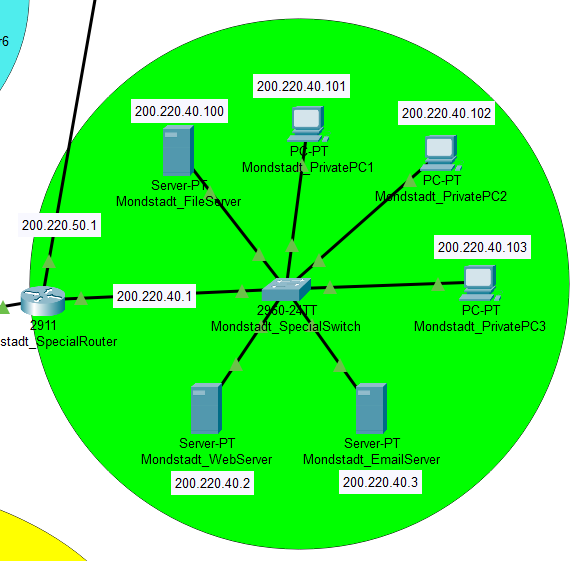 r6
200.220.40.101
200.220.40.100
200.220.40.102
PC-PT
Mondstadt_PrivatePC1
PC-PT
Mondstadt_PrivatePC2
Server-PT
Mondstadt_FileServer
200.220.50.1
200.220.40.103
200.220.40.1
2911
stadt_SpecialRouter
2960-24TT
Mondstadt_SpecialSwitch
PC-PT
Mondstadt_PrivatePC3
Server-PT
Mondstadt_WebServer
200.220.40.2
Server-PT
Mondstadt_EmailServer
200.220.40.3